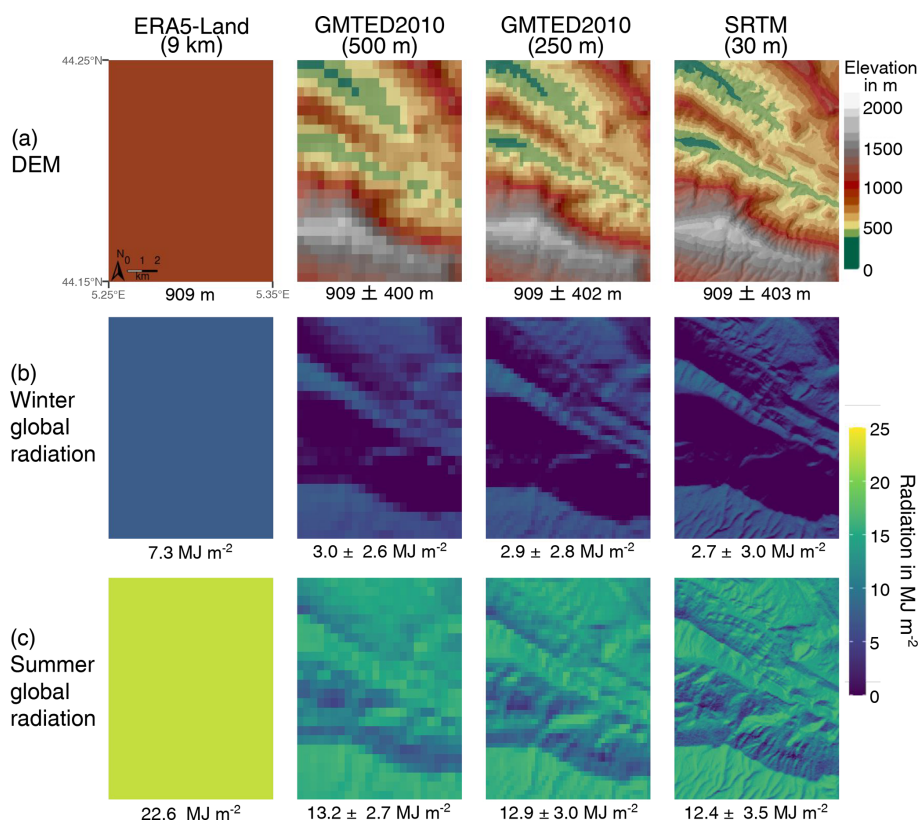 ERA5-Land
(9 km)
GMTED2010
(500 m)
GMTED2010
(250 m)
SRTM
(30 m)
44.25°N
(a)
DEM
N
0 1 2
km
44.15°N
5.25°E
5.35°E
909 m
909 ± 400 m
909 ± 402 m
909 ± 403 m
Elevation
in m
2000
1500
1000
500
0
(b)
Winter
global
radiation
7.3 MJ m-2
3.0 ± 2.6 MJ m-2
2.9 ± 2.8 MJ m-2
2.7 ± 3.0 MJ m-2
(c)
Summer
global
radiation
22.6 MJ m-2
13.2 ± 2.7 MJ m-2
12.9 ± 3.0 MJ m-2
12.4 ± 3.5 MJ m-2
25
20
15
10
5
0
Radiation in MJ m-2